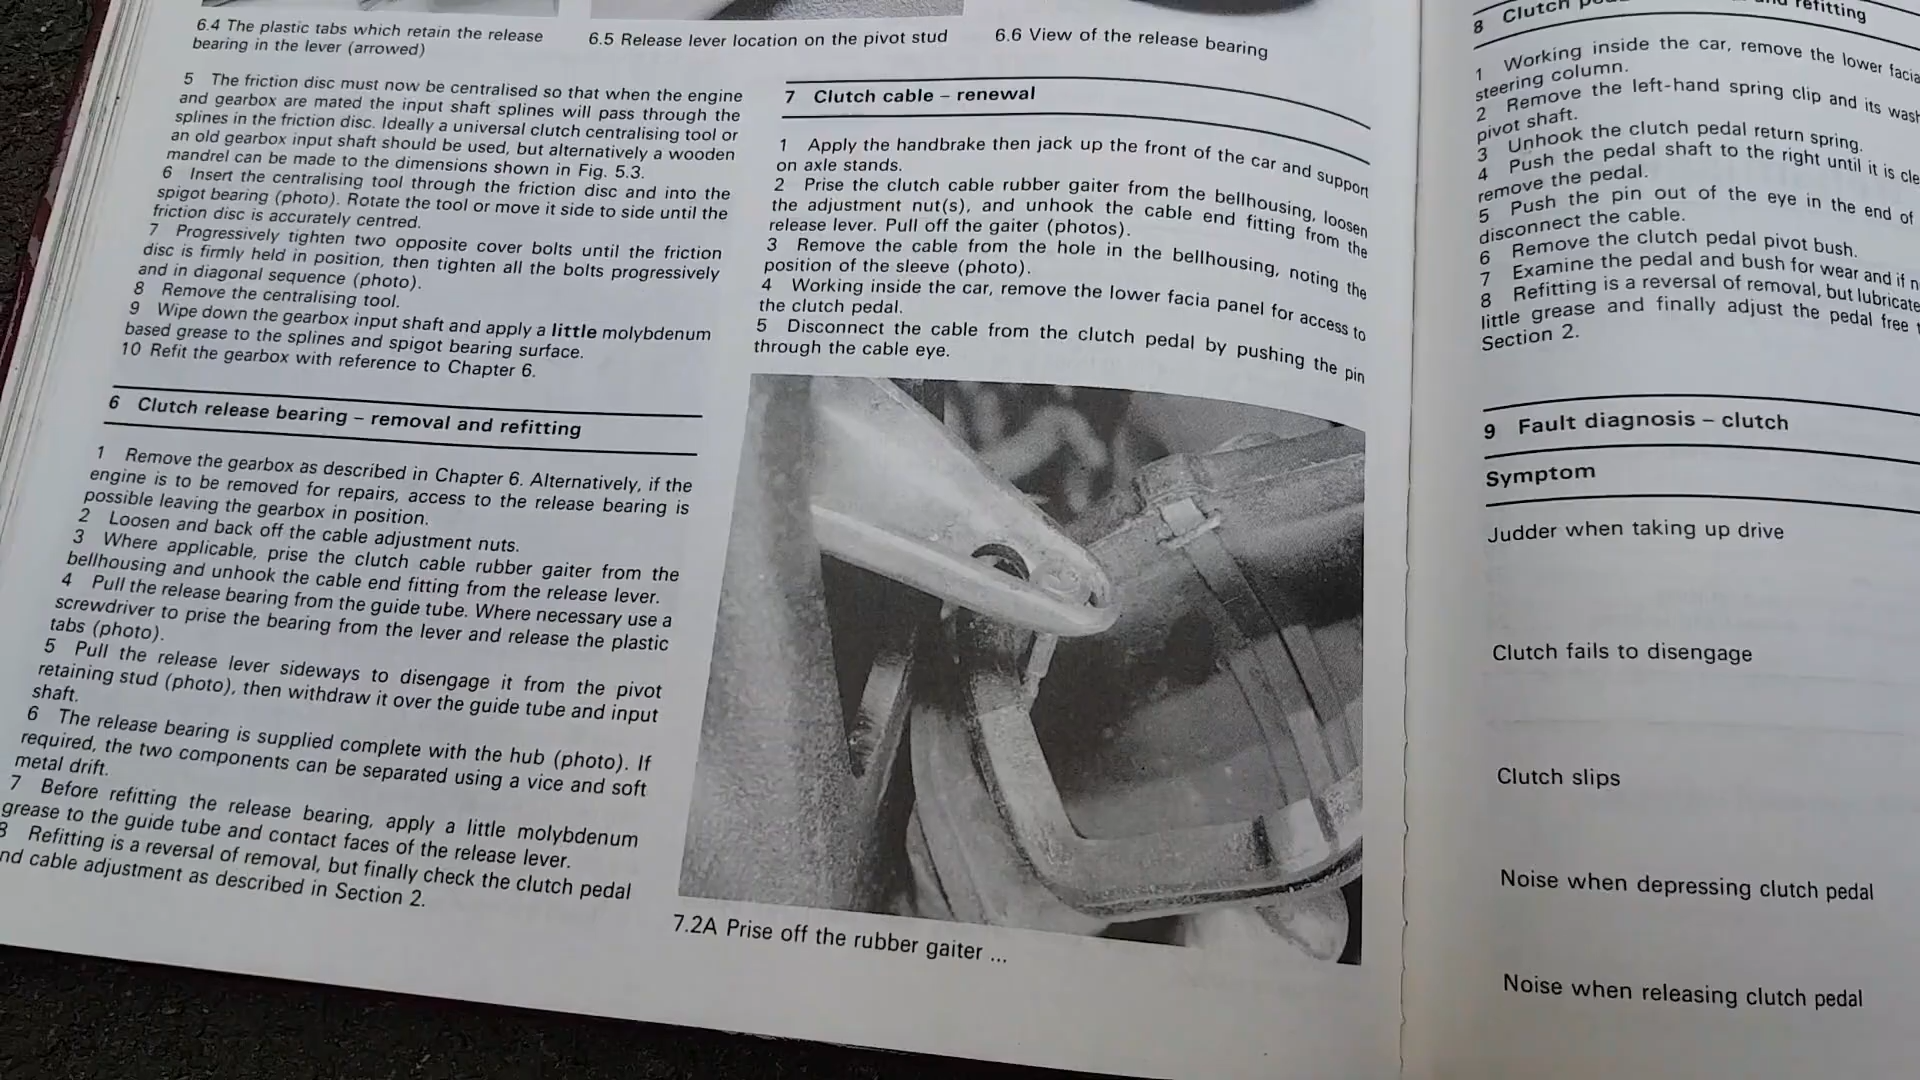 6.4 The plastic tabs which retain the release
bearing in the lever (arrowed)
6.5 Release lever location on the pivot stud
6.6 View of the release bearing
5 The friction disc must now be centralised so that when the engine
and gearbox are mated the input shaft splines will pass through the
splines in the friction disc. Ideally a universal clutch centralising tool or
an old gearbox input shaft should be used, but alternatively a wooden
mandrel can be made to the dimensions shown in Fig. 5.3.
6 Insert the centralising tool through the friction disc and into the
spigot bearing (photo). Rotate the tool or move it side to side until the
friction disc is accurately centred.
7 Progressively tighten two opposite cover bolts until the friction
disc is firmly held in position, then tighten all the bolts progressively
and in diagonal sequence (photo).
8 Remove the centralising tool.
9 Wipe down the gearbox input shaft and apply a little molybdenum
based grease to the splines and spigot bearing surface.
10 Refit the gearbox with reference to Chapter 6.
6 Clutch release bearing – removal and refitting
1 Remove the gearbox as described in Chapter 6. Alternatively, if the
engine is to be removed for repairs, access to the release bearing is
possible leaving the gearbox in position.
2 Loosen and back off the cable adjustment nuts.
3 Where applicable, prise the clutch cable rubber gaiter from the
bellhousing and unhook the cable end fitting from the release lever.
4 Pull the release bearing from the guide tube. Where necessary use a
screwdriver to prise the bearing from the lever and release the plastic
tabs (photo).
5 Pull the release lever sideways to disengage it from the pivot
retaining stud (photo), then withdraw it over the guide tube and input
shaft.
6 The release bearing is supplied complete with the hub (photo). If
required, the two components can be separated using a vice and soft
metal drift.
7 Before refitting the release bearing, apply a little molybdenum
grease to the guide tube and contact faces of the release lever.
8 Refitting is a reversal of removal, but finally check the clutch pedal
nd cable adjustment as described in Section 2.
7 Clutch cable – renewal
1 Apply the handbrake then jack up the front of the car and support
on axle stands.
2 Prise the clutch cable rubber gaiter from the bellhousing, loosen
the adjustment nut(s), and unhook the cable end fitting from the
release lever. Pull off the gaiter (photos).
3 Remove the cable from the hole in the bellhousing, noting the
position of the sleeve (photo).
4 Working inside the car, remove the lower facia panel for access to
the clutch pedal.
5 Disconnect the cable from the clutch pedal by pushing the pin
through the cable eye.
7.2A Prise off the rubber gaiter ...
8 Clutch refitting
1 Working inside the car, remove the lower facia
steering column.
2 Remove the left-hand spring clip and its wash
pivot shaft.
3 Unhook the clutch pedal return spring.
4 Push the pedal shaft to the right until it is cle
remove the pedal.
5 Push the pin out of the eye in the end of
disconnect the cable.
6 Remove the clutch pedal pivot bush.
7 Examine the pedal and bush for wear and if n
8 Refitting is a reversal of removal, but lubricate
little grease and finally adjust the pedal free
Section 2.
9 Fault diagnosis – clutch
Symptom
Judder when taking up drive
Clutch fails to disengage
Clutch slips
Noise when depressing clutch pedal
Noise when releasing clutch pedal